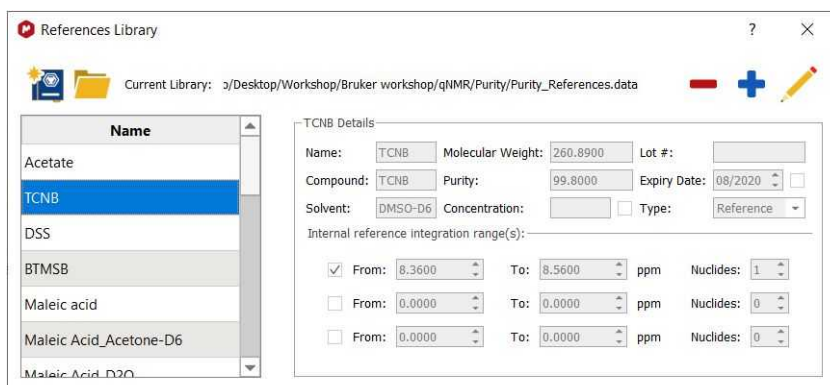 References Library
?
Current Library: ɔ/Desktop/Workshop/Bruker workshop/qNMR/Purity/Purity_References.data
Name
Acetate
TCNB
DSS
BTMSB
Maleic acid
Maleic Acid_Acetone-D6
Maleic Acid_D2O
TCNB Details
Name: TCNB Molecular Weight: 260.8900 Lot #:
Compound: TCNB Purity: 99.8000 Expiry Date: 08/2020
Solvent: DMSO-D6 Concentration: Type: Reference
Internal reference integration range(s):
From: 8.3600 To: 8.5600 ppm Nuclides: 1
From: 0.0000 To: 0.0000 ppm Nuclides: 0
From: 0.0000 To: 0.0000 ppm Nuclides: 0